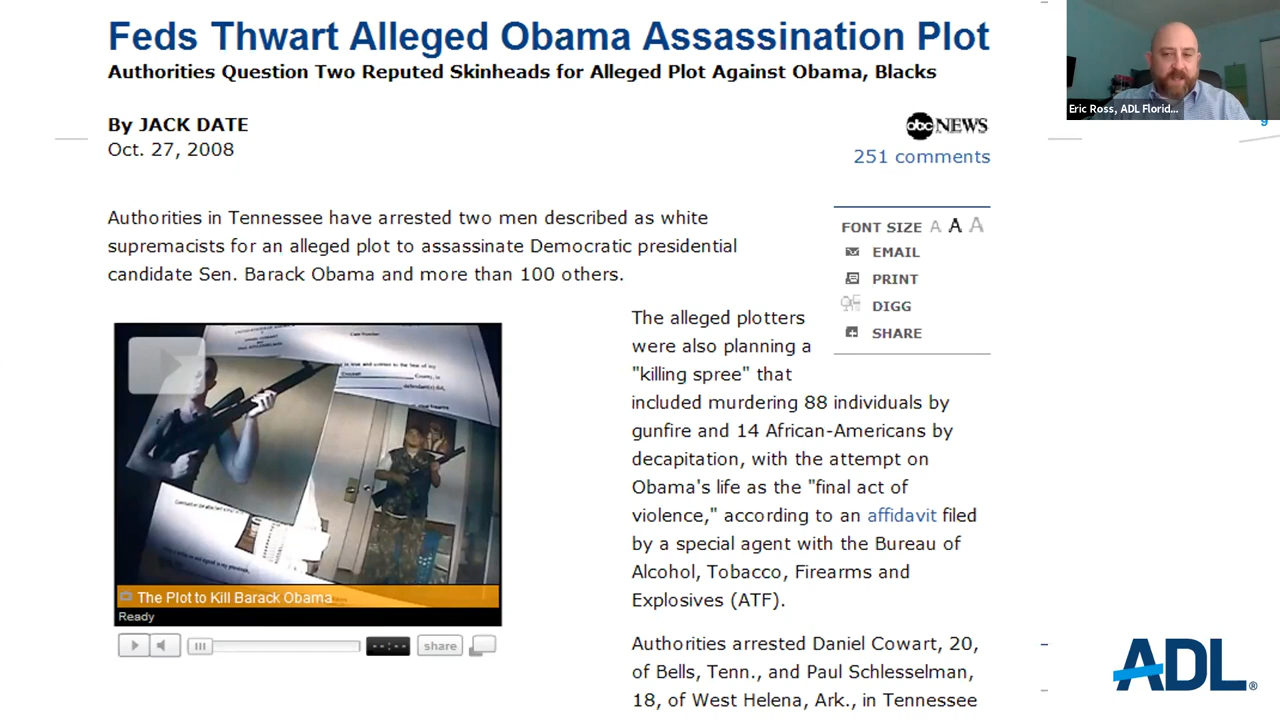 Feds Thwart Alleged Obama Assassination Plot
Authorities Question Two Reputed Skinheads for Alleged Plot Against Obama, Blacks
By JACK DATE
Oct. 27, 2008
abc NEWS
251 comments
Authorities in Tennessee have arrested two men described as white
supremacists for an alleged plot to assassinate Democratic presidential
candidate Sen. Barack Obama and more than 100 others.
FONT SIZE A A A
EMAIL
PRINT
DIGG
SHARE
The alleged plotters
were also planning a
"killing spree" that
included murdering 88 individuals by
gunfire and 14 African-Americans by
decapitation, with the attempt on
Obama's life as the "final act of
violence," according to an affidavit filed
by a special agent with the Bureau of
Alcohol, Tobacco, Firearms and
Explosives (ATF).
Authorities arrested Daniel Cowart, 20,
of Bells, Tenn., and Paul Schlesselman,
18, of West Helena, Ark., in Tennessee
The Plot to Kill Barack Obama
Ready
--:--
share
Eric Ross, ADL Florid...
9
ADL®